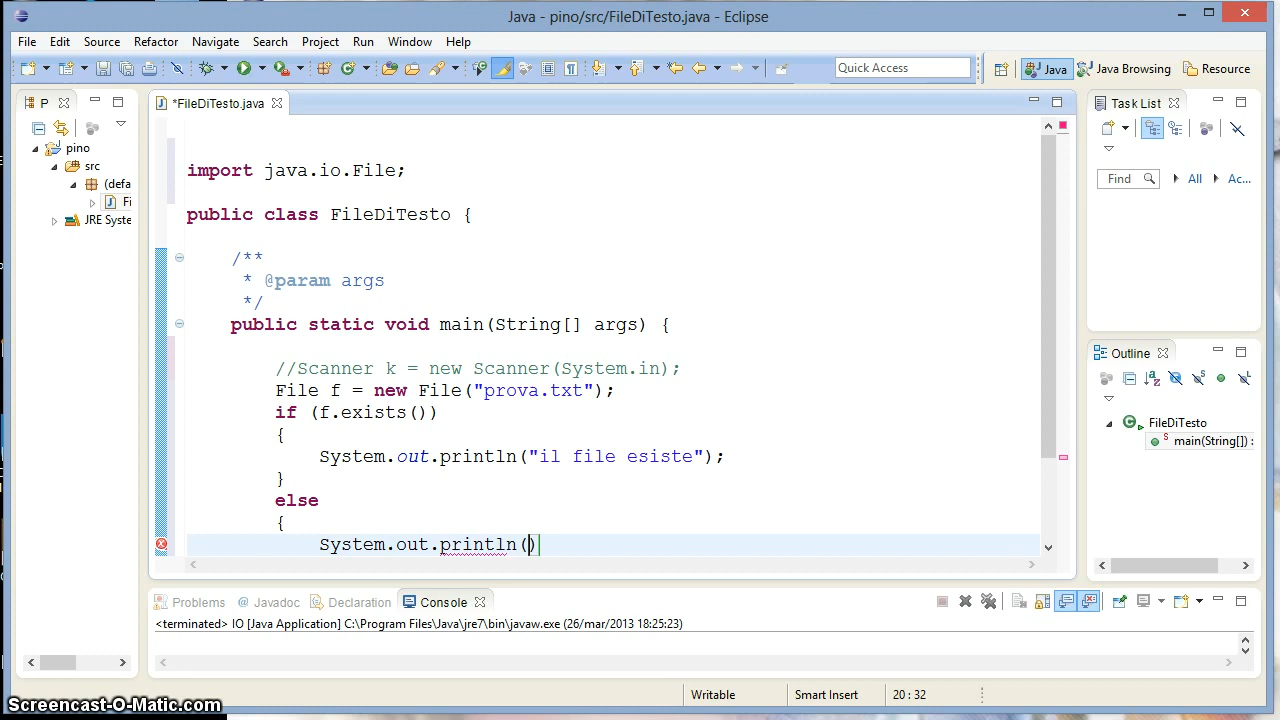 Java - pino/src/FileDiTesto.java - Eclipse
File Edit Source Refactor Navigate Search Project Run Window Help
Quick Access
Java Java Browsing Resource
P
*FileDiTesto.java
Task List
pino
src
(defa
Fi
JRE Syste
import java.io.File;
public class FileDiTesto {
/**
* @param args
*/
public static void main(String[] args) {
//Scanner k = new Scanner(System.in);
File f = new File("prova.txt");
if (f.exists())
{
System.out.println("il file esiste");
}
else
{
System.out.println()
Find All Ac...
Outline
FileDiTesto
main(String[]) :
Problems @ Javadoc Declaration Console
<terminated> IO [Java Application] C:\Program Files\Java\jre7\bin\javaw.exe (26/mar/2013 18:25:23)
Writable Smart Insert 20 : 32
Screencast-O-Matic.com